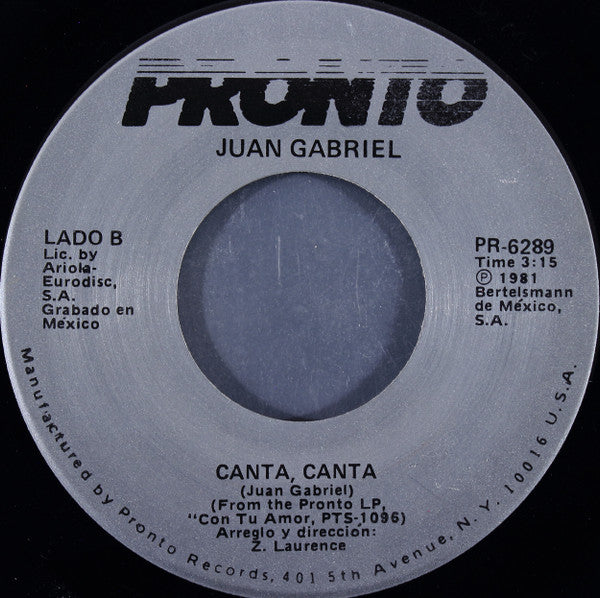 PRONTO
JUAN GABRIEL
LADO B
Lic. by
Ariola-
Eurodisc,
S.A.
Grabado en
México
PR-6289
Time 3:15
℗ 1981
Bertelsmann
de México,
S.A.
CANTA, CANTA
(Juan Gabriel)
(From the Pronto LP,
"Con Tu Amor, PTS-1096)
Arreglo y dirección:
Z. Laurence
Manufactured by Pronto Records, 401 5th Avenue, N.Y. 10016 U.S.A.